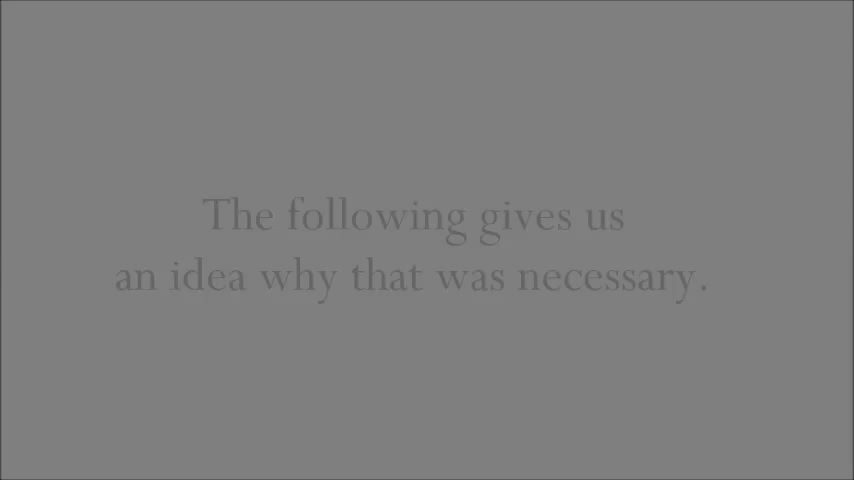 The following gives us
an idea why that was necessary.